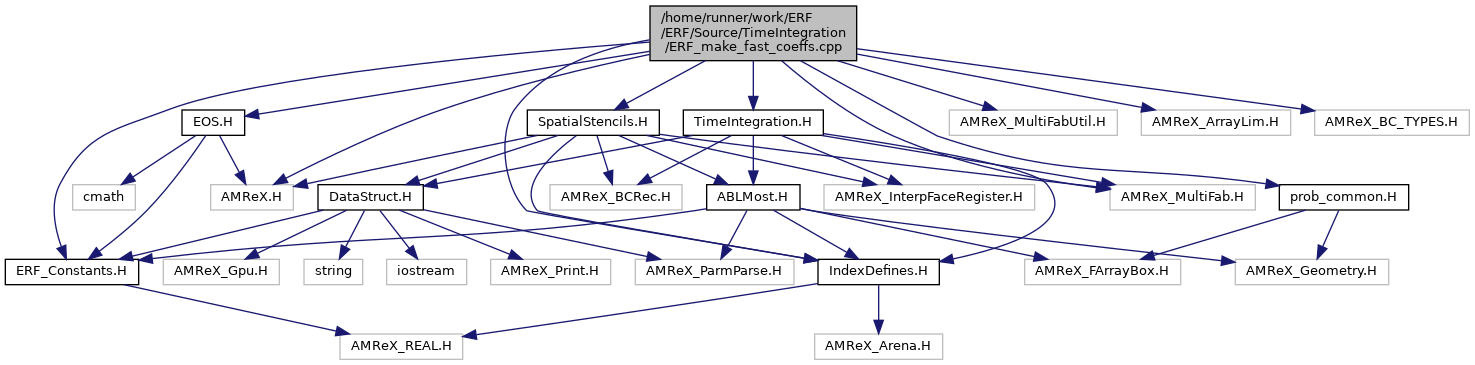 /home/runner/work/ERF
/ERF/Source/TimeIntegration
/ERF_make_fast_coeffs.cpp
EOS.H
SpatialStencils.H
TimeIntegration.H
AMReX_MultiFabUtil.H
AMReX_ArrayLim.H
AMReX_BC_TYPES.H
cmath
AMReX.H
DataStruct.H
AMReX_BCRec.H
ABLMost.H
AMReX_InterpFaceRegister.H
AMReX_MultiFab.H
prob_common.H
ERF_Constants.H
AMReX_Gpu.H
string
iostream
AMReX_Print.H
AMReX_ParmParse.H
IndexDefines.H
AMReX_FArrayBox.H
AMReX_Geometry.H
AMReX_REAL.H
AMReX_Arena.H